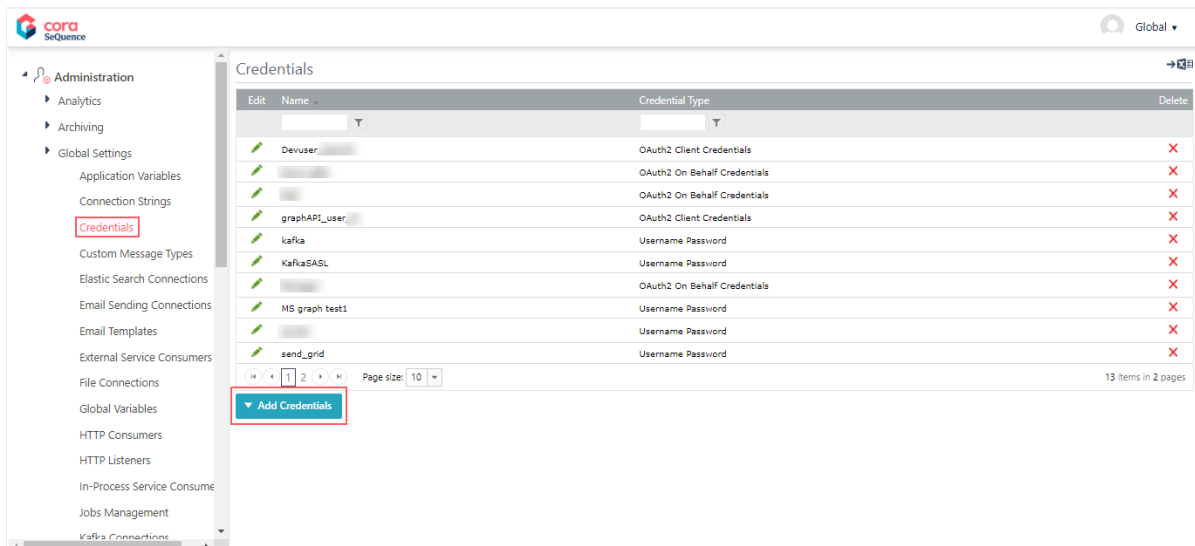 cora
SeQuence
Global
Administration
Analytics
Archiving
Global Settings
Application Variables
Connection Strings
Credentials
Custom Message Types
Elastic Search Connections
Email Sending Connections
Email Templates
External Service Consumers
File Connections
Global Variables
HTTP Consumers
HTTP Listeners
In-Process Service Consume
Jobs Management
Kafka Connections
Credentials
Edit Name Credential Type Delete
Devuser_ OAuth2 Client Credentials
OAuth2 On Behalf Credentials
OAuth2 On Behalf Credentials
graphAPI_user_ OAuth2 Client Credentials
kafka Username Password
KafkaSASL Username Password
OAuth2 On Behalf Credentials
MS graph test1 Username Password
Username Password
send_grid Username Password
1 2 Page size: 10 13 items in 2 pages
Add Credentials